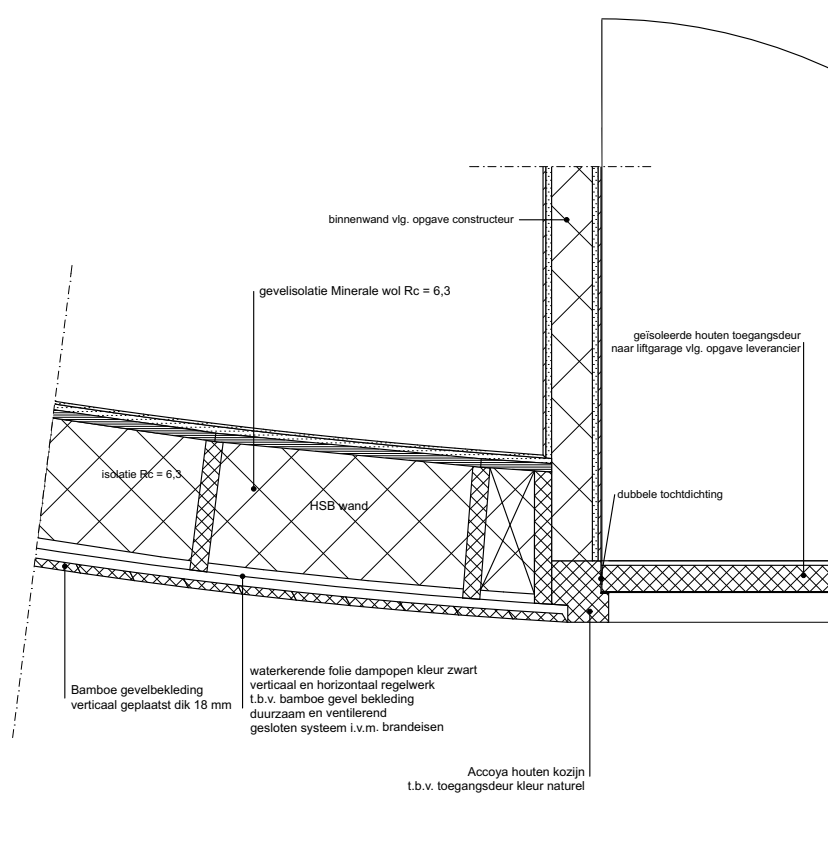 binnenwand vlg. opgave constructeur
gevelisolatie Minerale wol Rc = 6,3
geïsoleerde houten toegangsdeur
naar liftgarage vlg. opgave leverancier
isolatie Rc = 6,3
HSB wand
dubbele tochtdichting
Bamboe gevelbekleding
verticaal geplaatst dik 18 mm
waterkerende folie dampopen kleur zwart
verticaal en horizontaal regelwerk
t.b.v. bamboe gevel bekleding
duurzaam en ventilerend
gesloten systeem i.v.m. brandeisen
Accoya houten kozijn
t.b.v. toegangsdeur kleur naturel